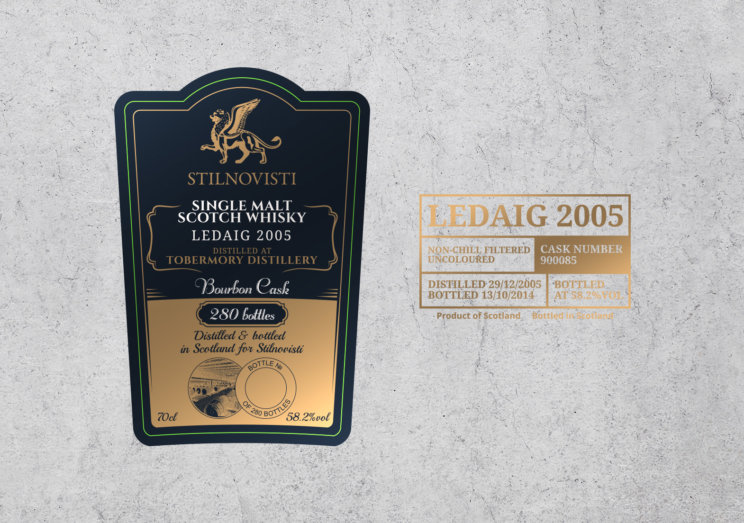 STILNOVISTI
SINGLE MALT
SCOTCH WHISKY
LEDAIG 2005
DISTILLED AT
TOBERMORY DISTILLERY
Bourbon Cask
280 bottles
Distilled & bottled
in Scotland for Stilnovisti
BOTTLE №
OF 280 BOTTLES
70cl
58.2%vol
LEDAIG 2005
NON-CHILL FILTERED
UNCOLOURED
CASK NUMBER
900085
DISTILLED 29/12/2005
BOTTLED 13/10/2014
BOTTLED
AT 58.2%VOL
Product of Scotland Bottled in Scotland